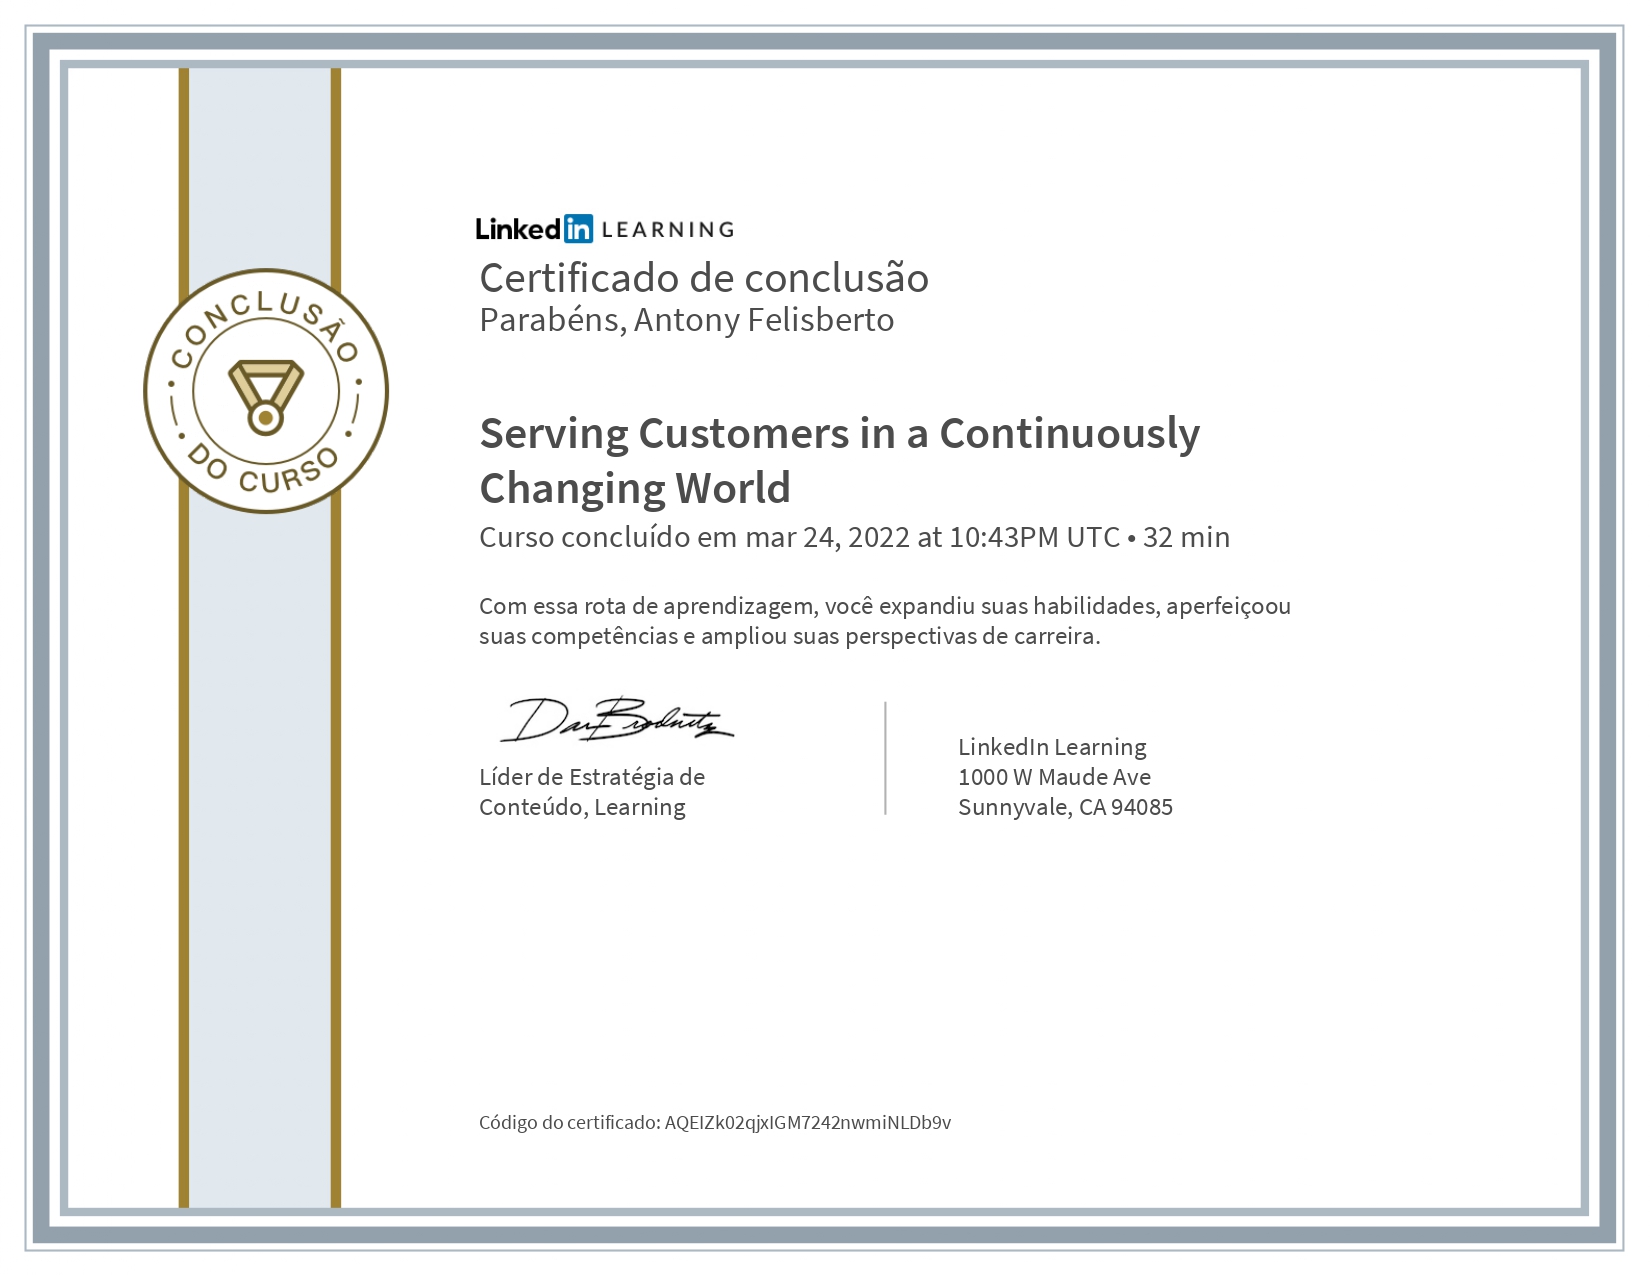 Linked in LEARNING
Certificado de conclusão
Parabéns, Antony Felisberto
CONCLUSÃO
DO CURSO
Serving Customers in a Continuously
Changing World
Curso concluído em mar 24, 2022 at 10:43PM UTC • 32 min
Com essa rota de aprendizagem, você expandiu suas habilidades, aperfeiçoou
suas competências e ampliou suas perspectivas de carreira.
Dan Brodnitz
Líder de Estratégia de
Conteúdo, Learning
LinkedIn Learning
1000 W Maude Ave
Sunnyvale, CA 94085
Código do certificado: AQEIZk02qjxIGM7242nwmiNLDb9v